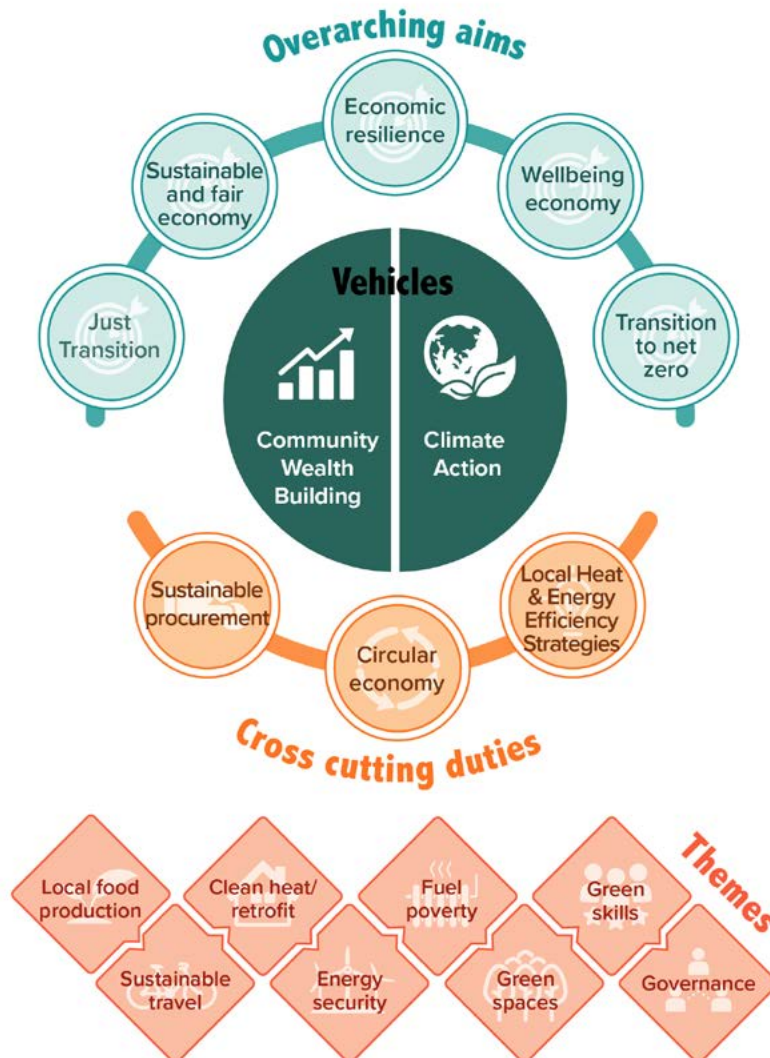 Overarching aims
Economic
resilience
Sustainable
and fair
economy
Wellbeing
economy
Just
Transition
Transition
to net
zero
Vehicles
Community
Wealth
Building
Climate
Action
Sustainable
procurement
Circular
economy
Local Heat
& Energy
Efficiency
Strategies
Cross cutting duties
Themes
Local food
production
Clean heat/
retrofit
Fuel
poverty
Green
skills
Sustainable
travel
Energy
security
Green
spaces
Governance